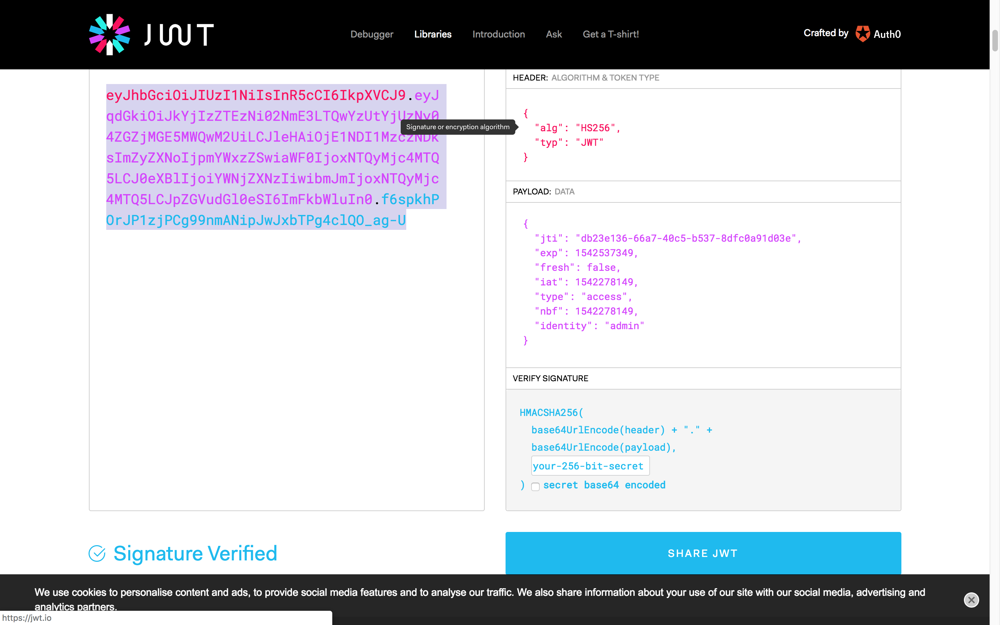 JWT
Debugger Libraries Introduction Ask Get a T-shirt!
Crafted by Auth0
eyJhbGciOiJIUzI1NiIsInR5cCI6IkpXVCJ9.eyJ
qdGkiOiJkYjIzZTEzNi02NmE3LTQwYzUtYjUzNy0
4ZGZjMGE5MWQwM2UiLCJleHAiOjE1NDI1MzczNDk
sImZyZXNoIjpmYWxzZSwiaWF0IjoxNTQyMjc4MTQ
5LCJ0eXBlIjoiYWNjZXNzIiwibmJmIjoxNTQyMjc
4MTQ5LCJpZGVudGl0eSI6ImFkbWluIn0.f6spkhP
OrJP1zjPCg99nmANipJwJxbTPg4clQO_ag-U
HEADER: ALGORITHM & TOKEN TYPE
Signature or encryption algorithm
{
"alg": "HS256",
"typ": "JWT"
}
PAYLOAD: DATA
{
"jti": "db23e136-66a7-40c5-b537-8dfc0a91d03e",
"exp": 1542537349,
"fresh": false,
"iat": 1542278149,
"type": "access",
"nbf": 1542278149,
"identity": "admin"
}
VERIFY SIGNATURE
HMACSHA256(
base64UrlEncode(header) + "." +
base64UrlEncode(payload),
your-256-bit-secret
) secret base64 encoded
Signature Verified
SHARE JWT
We use cookies to personalise content and ads, to provide social media features and to analyse our traffic. We also share information about your use of our site with our social media, advertising and
analytics partners.
https://jwt.io